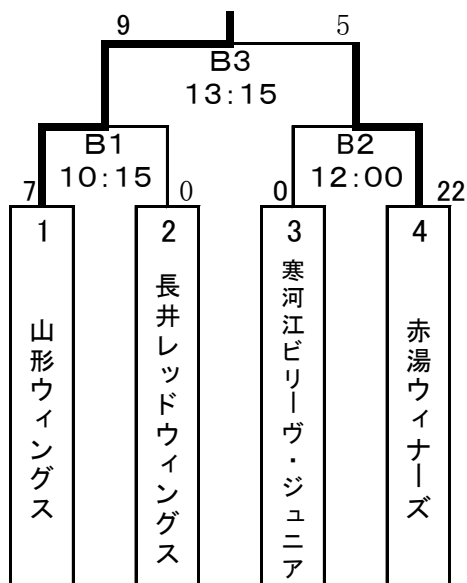 9 5
B3
13:15
B1 B2
10:15 12:00
7 0 0 22
1 2 3 4
山形ウィングス
長井レッドウィングス
寒河江ビリーヴ・ジュニア
赤湯ウィナーズ